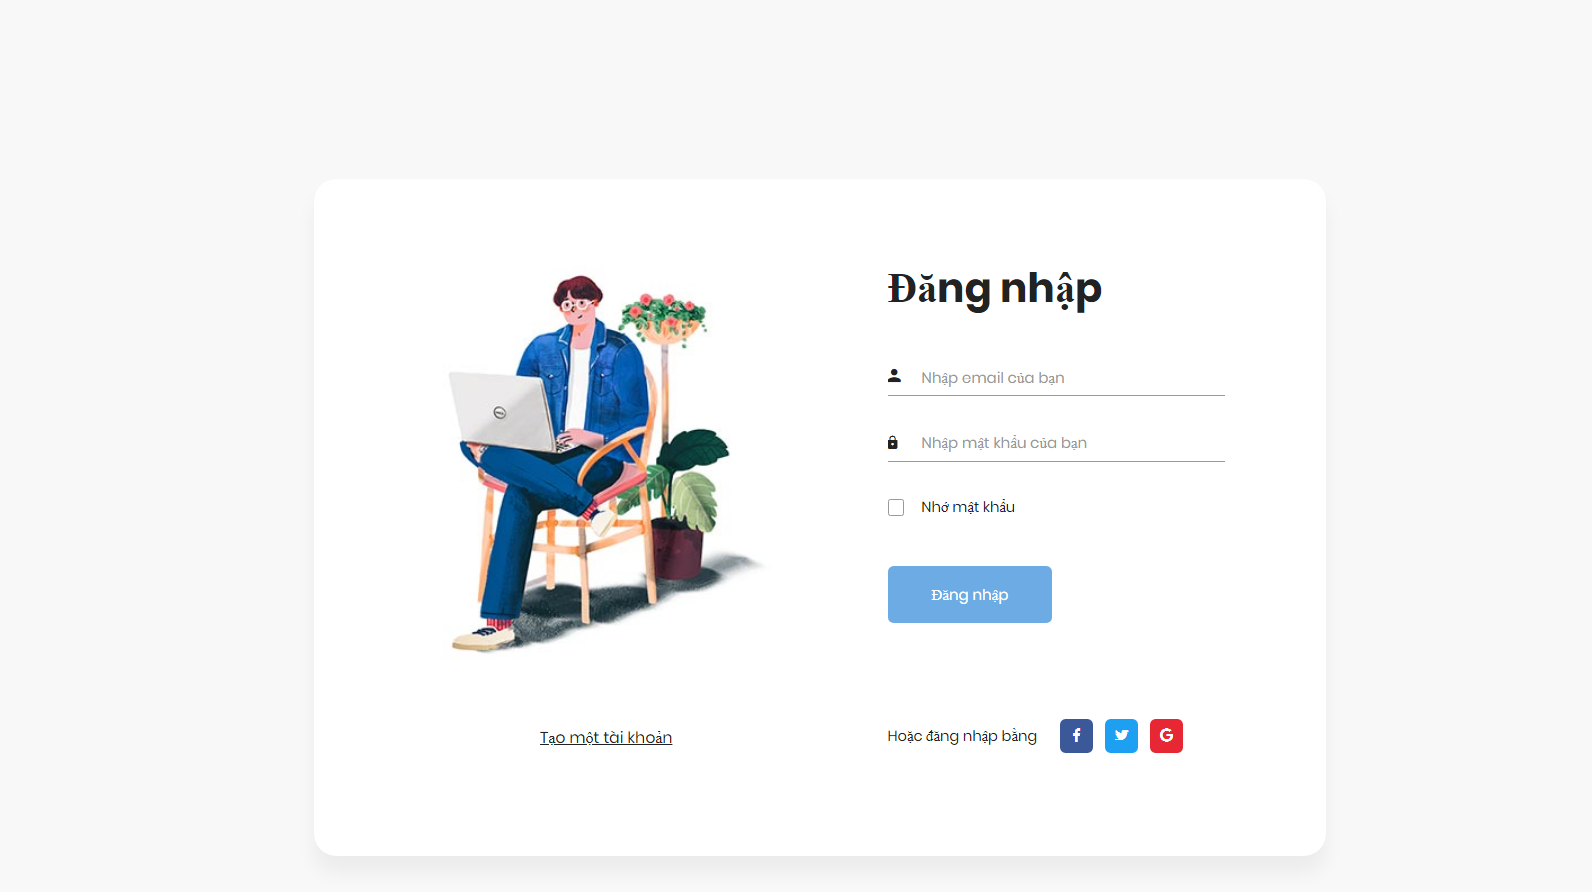 Đăng nhập
Nhập email của bạn
Nhập mật khẩu của bạn
Nhớ mật khẩu
Đăng nhập
Tạo một tài khoản
Hoặc đăng nhập bằng